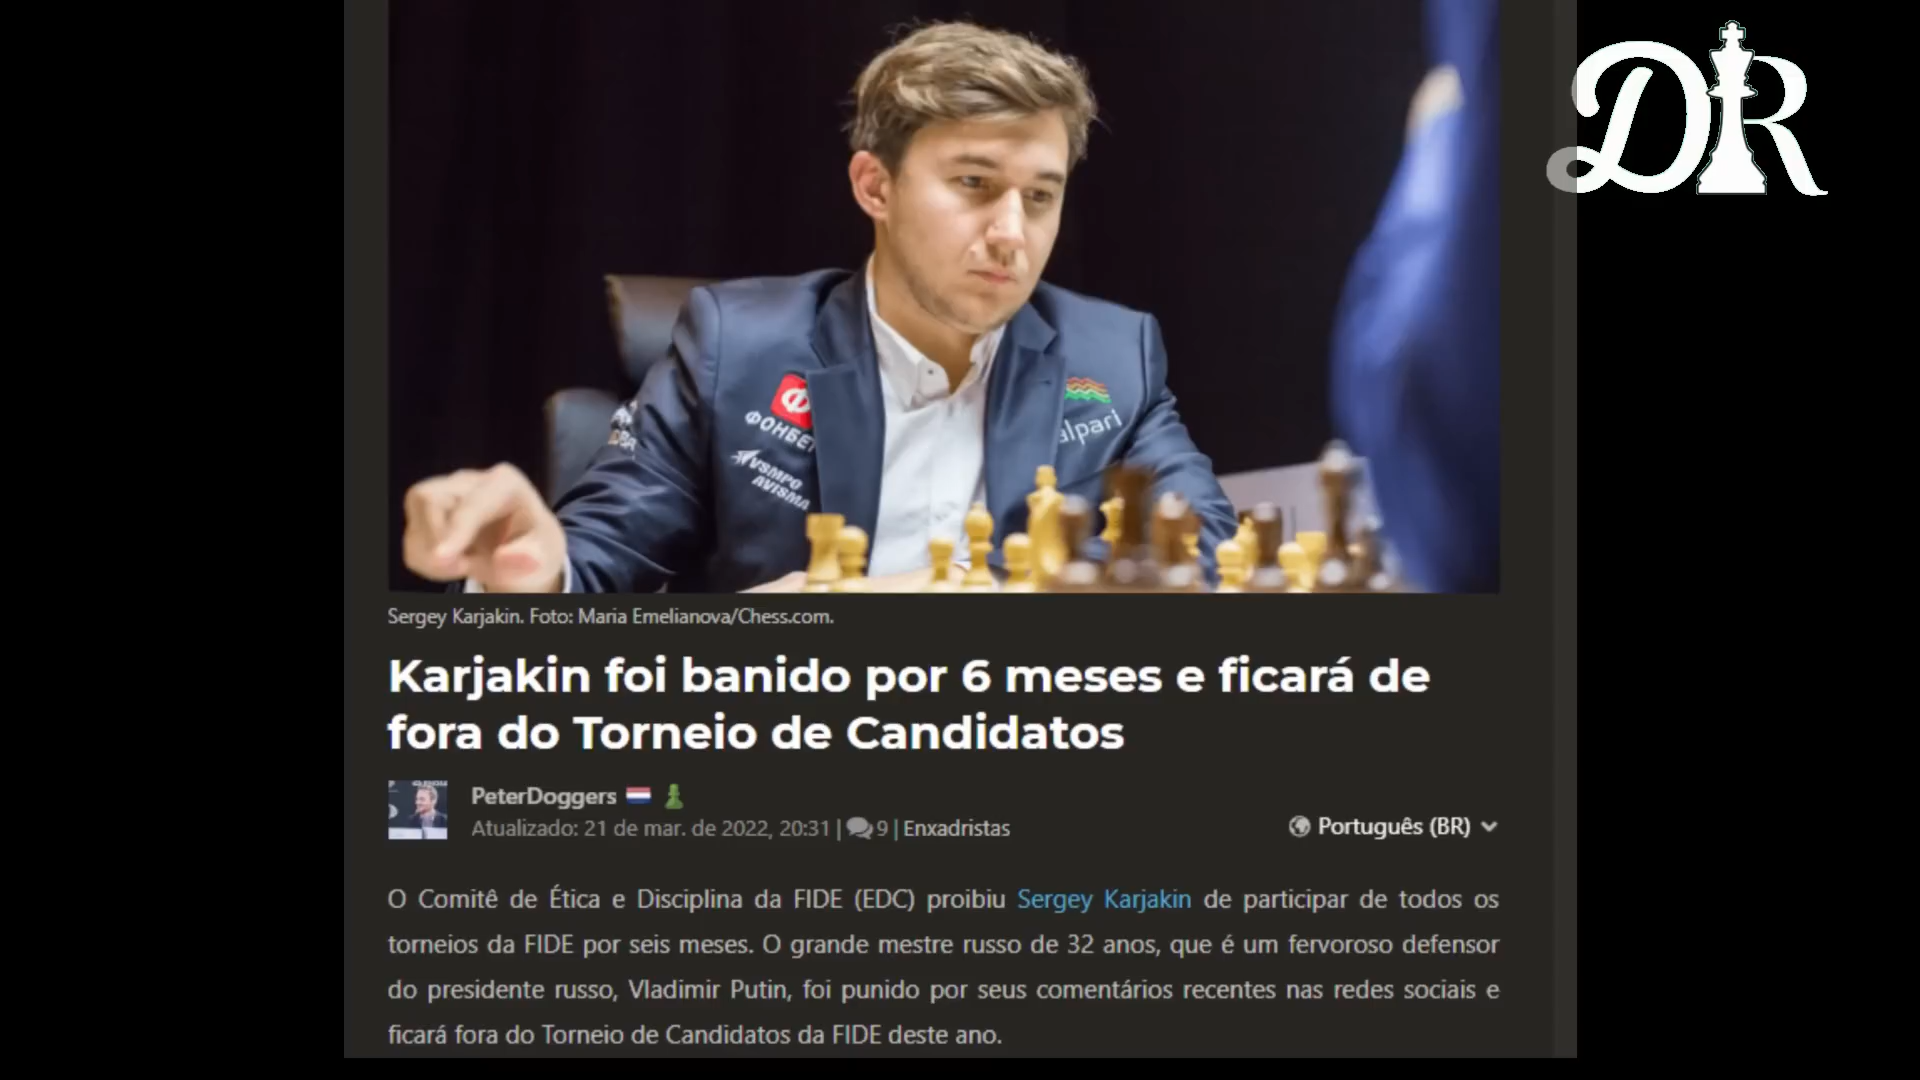 DR
ФОНБЕТ
VSMPO
AVISMA
alpari
Sergey Karjakin. Foto: Maria Emelianova/Chess.com.
Karjakin foi banido por 6 meses e ficará de
fora do Torneio de Candidatos
PeterDoggers
Atualizado: 21 de mar. de 2022, 20:31 | 9 | Enxadristas
Português (BR)
O Comitê de Ética e Disciplina da FIDE (EDC) proibiu Sergey Karjakin de participar de todos os
torneios da FIDE por seis meses. O grande mestre russo de 32 anos, que é um fervoroso defensor
do presidente russo, Vladimir Putin, foi punido por seus comentários recentes nas redes sociais e
ficará fora do Torneio de Candidatos da FIDE deste ano.